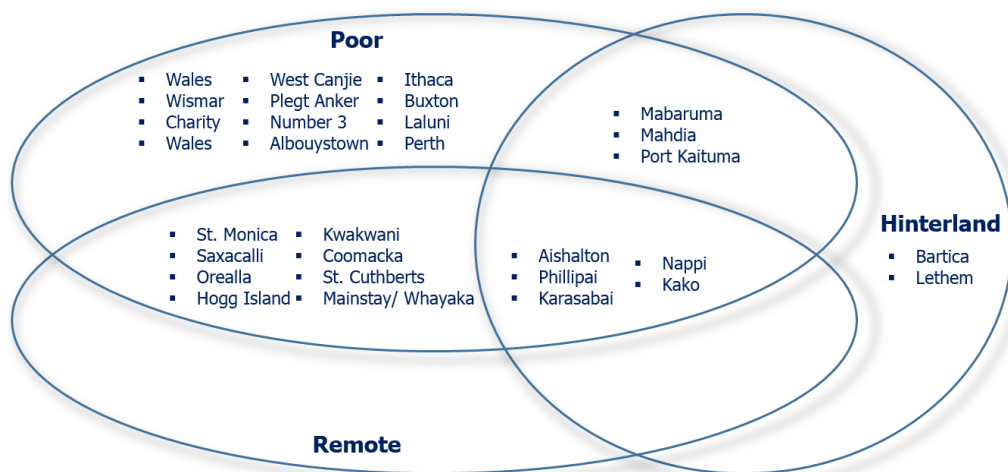 Poor
Wales
Wismar
Charity
Wales
West Canjie
Plegt Anker
Number 3
Albouystown
Ithaca
Buxton
Laluni
Perth
Mabaruma
Mahdia
Port Kaituma
Hinterland
Bartica
Lethem
St. Monica
Saxacalli
Orealla
Hogg Island
Kwakwani
Coomacka
St. Cuthberts
Mainstay/ Whayaka
Aishalton
Phillipai
Karasabai
Nappi
Kako
Remote